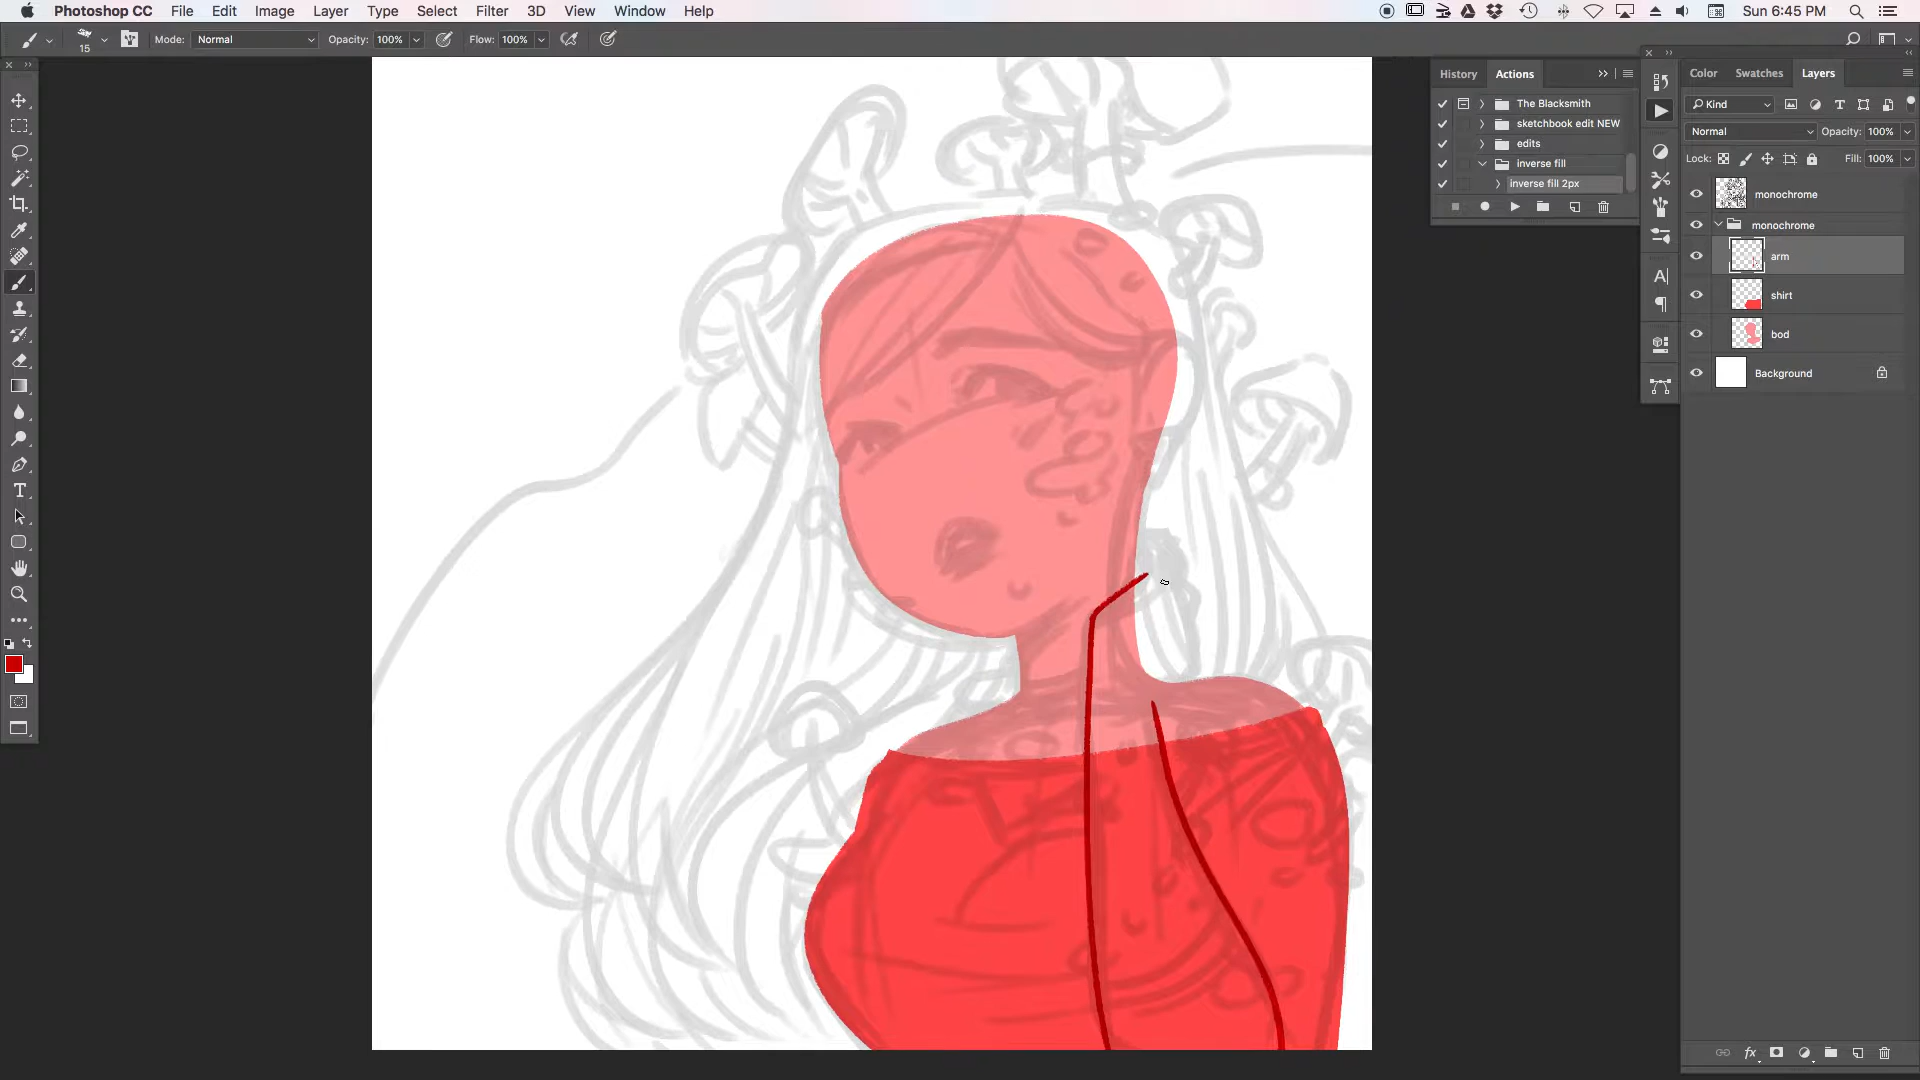 Photoshop CC File Edit Image Layer Type Select Filter 3D View Window Help Sun 6:45 PM
15 Mode: Normal Opacity: 100% Flow: 100%
History Actions
The Blacksmith
sketchbook edit NEW
edits
inverse fill
inverse fill 2px
Color Swatches Layers
Kind
Normal Opacity: 100%
Lock: Fill: 100%
monochrome
monochrome
arm
shirt
bod
Background